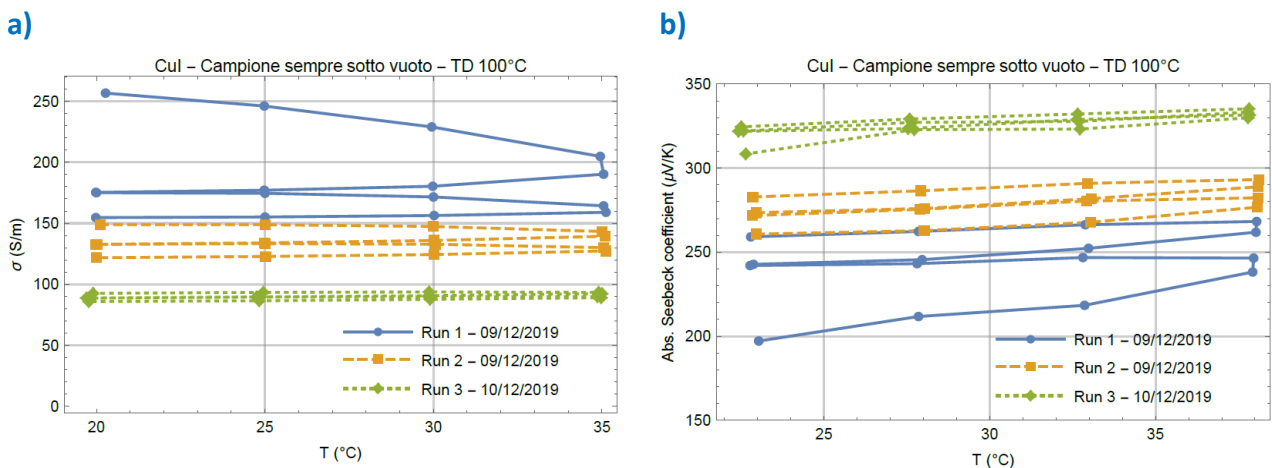 a)
CuI – Campione sempre sotto vuoto – TD 100°C
250
200
150
100
50
0
σ (S/m)
Run 1 – 09/12/2019
Run 2 – 09/12/2019
Run 3 – 10/12/2019
20
25
30
35
T (°C)
b)
CuI – Campione sempre sotto vuoto – TD 100°C
350
300
250
200
150
Abs. Seebeck coefficient (μV/K)
Run 1 – 09/12/2019
Run 2 – 09/12/2019
Run 3 – 10/12/2019
25
30
35
T (°C)